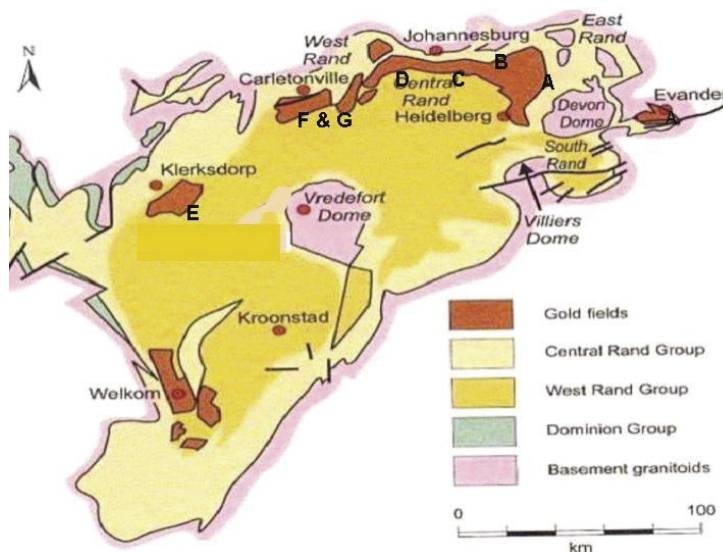 N
West
Rand
Johannesburg
East
Rand
Carletonville
B
D
Central
C
Rand
A
Heidelberg
Devon
Dome
Evander
A
F & G
South
Rand
Klerksdorp
E
Vredefort
Dome
Villiers
Dome
Kroonstad
Welkom
Gold fields
Central Rand Group
West Rand Group
Dominion Group
Basement granitoids
0
100
km